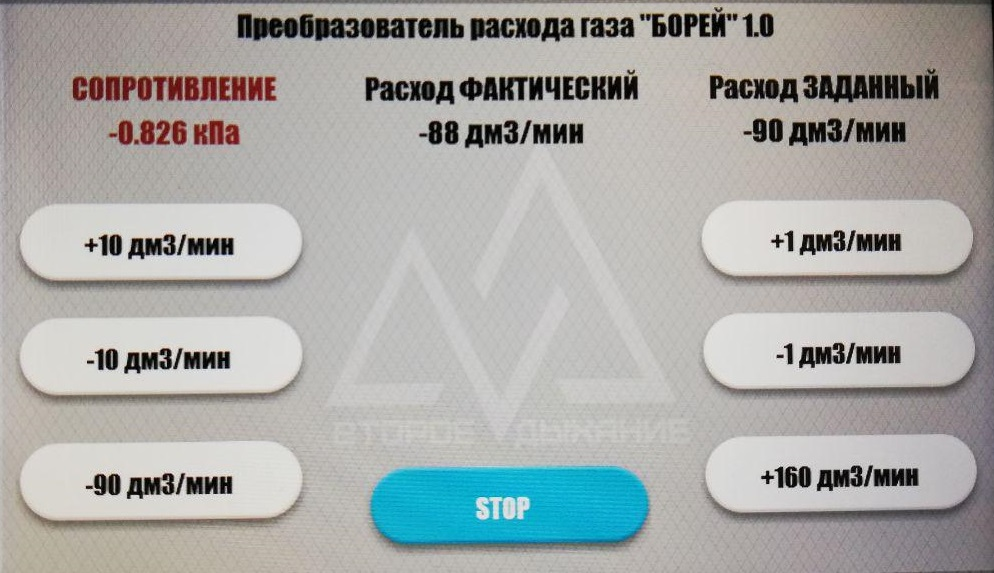 Преобразователь расхода газа "БОРЕЙ" 1.0
СОПРОТИВЛЕНИЕ
-0.826 кПа
Расход ФАКТИЧЕСКИЙ
-88 дм3/мин
Расход ЗАДАННЫЙ
-90 дм3/мин
+10 дм3/мин
+1 дм3/мин
-10 дм3/мин
-1 дм3/мин
ВТОРОЕ ДЫХАНИЕ
-90 дм3/мин
+160 дм3/мин
STOP